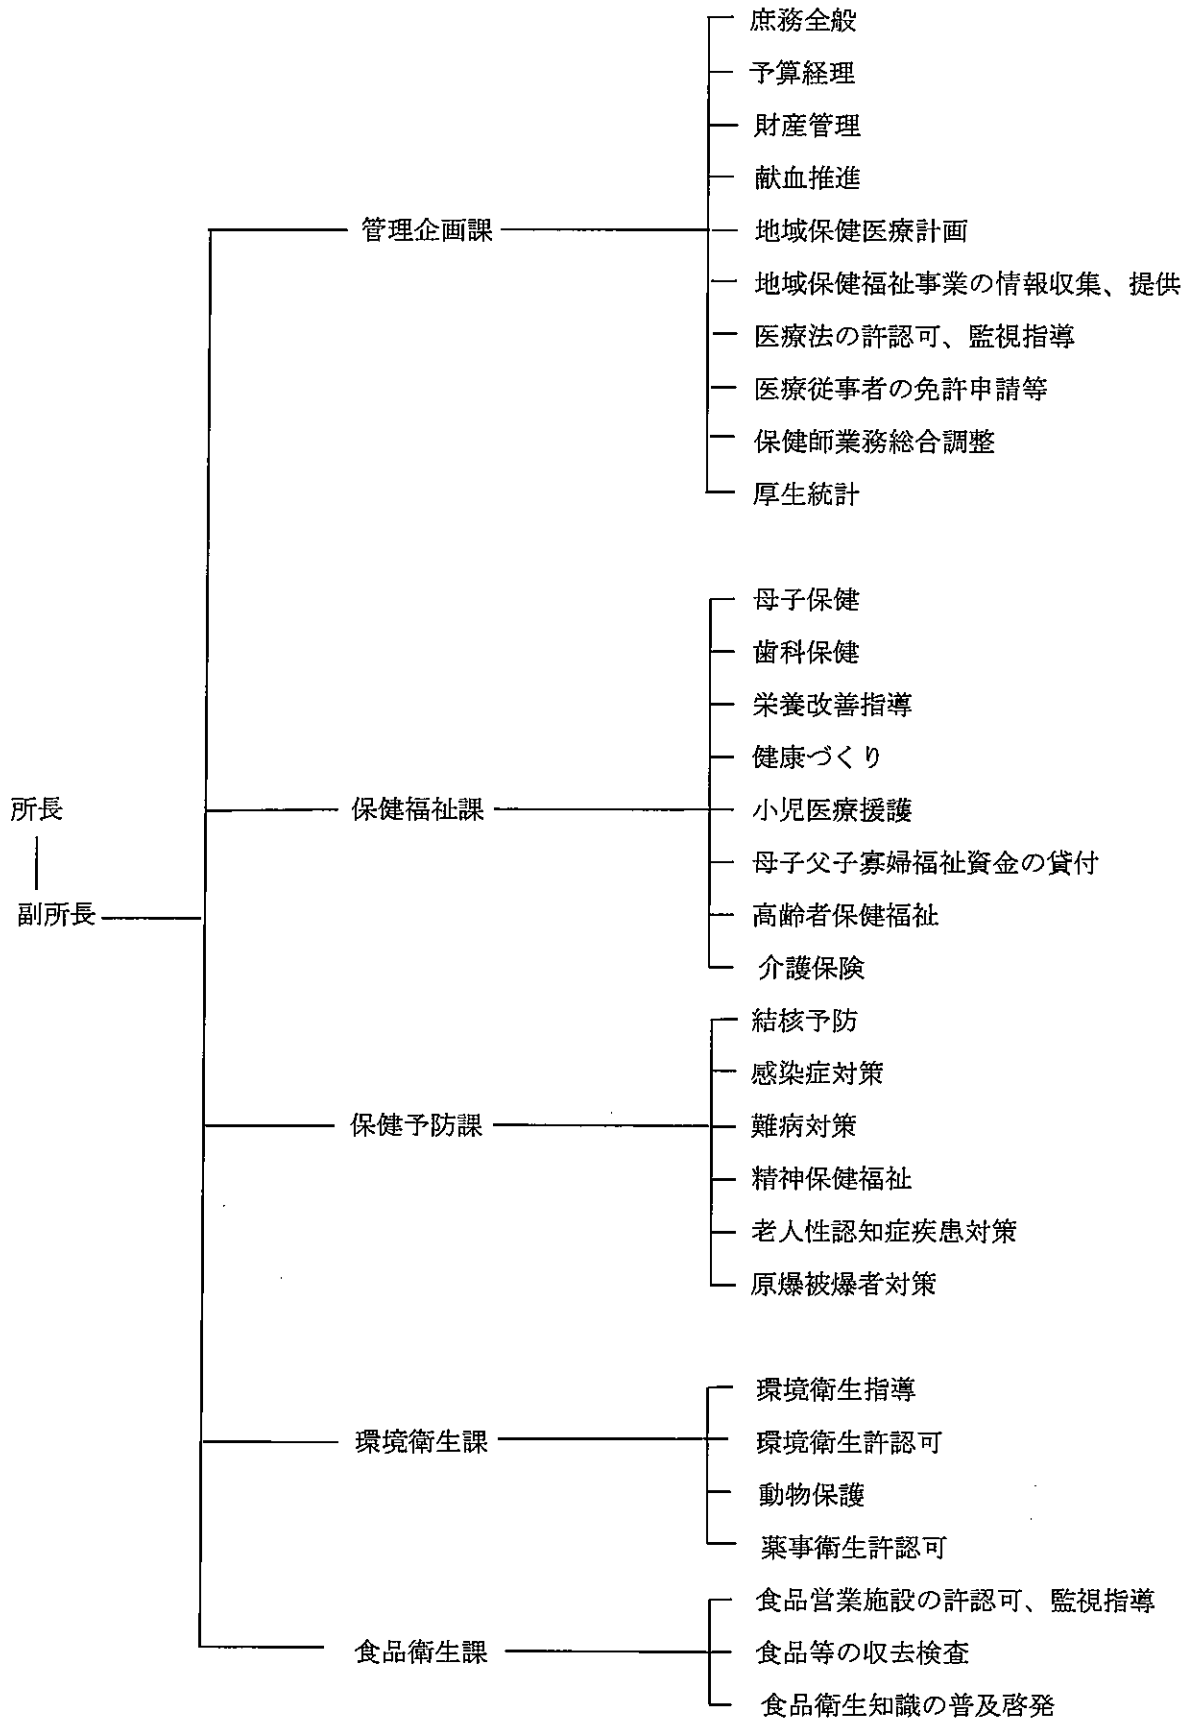 所長
副所長
管理企画課
庶務全般
予算経理
財産管理
献血推進
地域保健医療計画
地域保健福祉事業の情報収集、提供
医療法の許認可、監視指導
医療従事者の免許申請等
保健師業務総合調整
厚生統計
保健福祉課
母子保健
歯科保健
栄養改善指導
健康づくり
小児医療援護
母子父子寡婦福祉資金の貸付
高齢者保健福祉
介護保険
保健予防課
結核予防
感染症対策
難病対策
精神保健福祉
老人性認知症疾患対策
原爆被爆者対策
環境衛生課
環境衛生指導
環境衛生許認可
動物保護
薬事衛生許認可
食品衛生課
食品営業施設の許認可、監視指導
食品等の収去検査
食品衛生知識の普及啓発